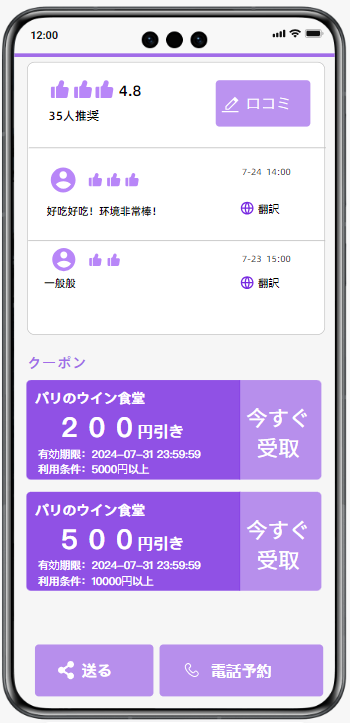 12:00
4.8
35人推奨
口コミ
7-24 14:00
好吃好吃！环境非常棒！
翻訳
7-23 15:00
一般般
翻訳
クーポン
パリのウイン食堂
２００円引き
有効期限：2024-07-31 23:59:59
利用条件：5000円以上
今すぐ
受取
パリのウイン食堂
５００円引き
有効期限：2024-07-31 23:59:59
利用条件：10000円以上
今すぐ
受取
送る
電話予約